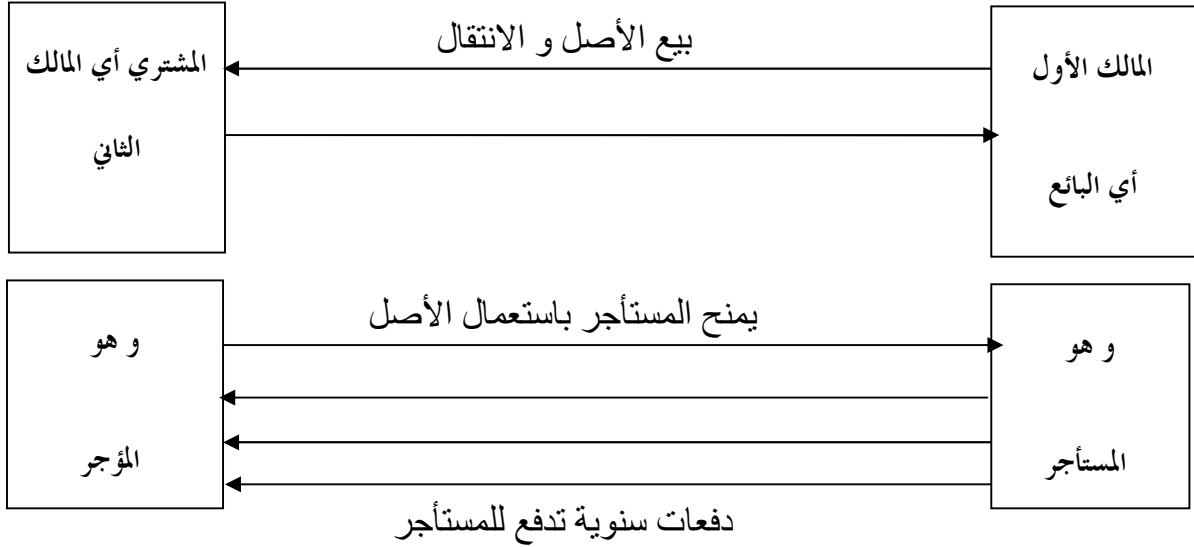 بيع الأصل و الانتقال
المالك الأول
أي البائع
المشتري أي المالك
الثاني
يمنح المستأجر باستعمال الأصل
و هو
المستأجر
و هو
المؤجر
دفعات سنوية تدفع للمستأجر